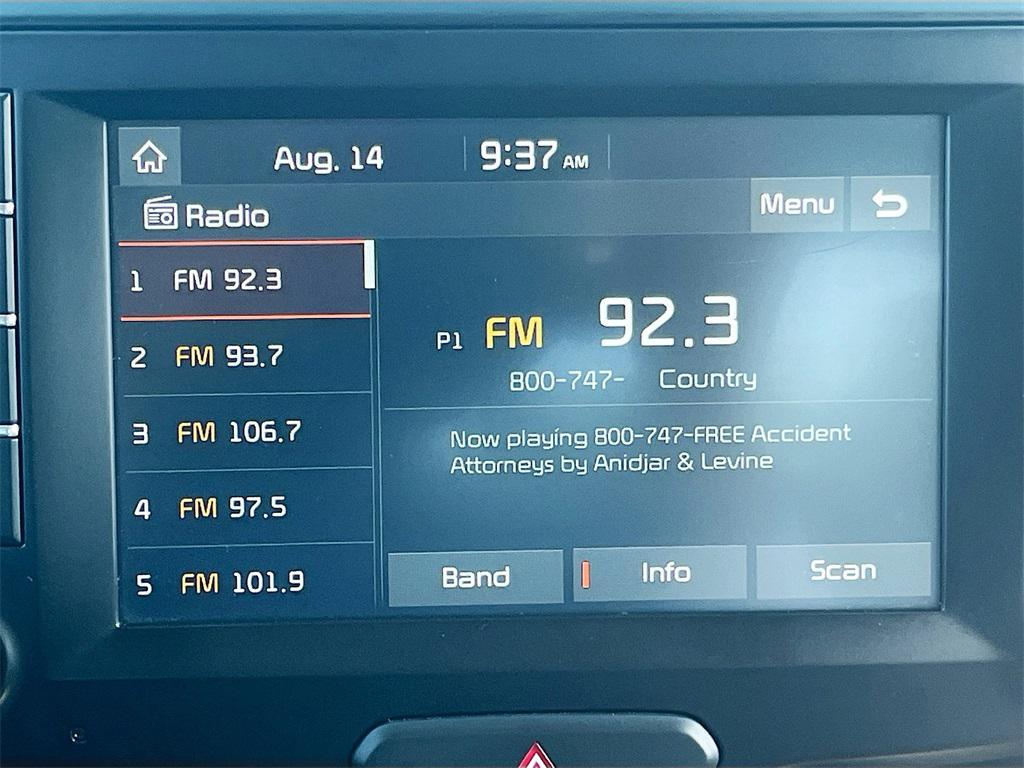 Aug. 14
9:37 AM
Radio
Menu
1 FM 92.3
2 FM 93.7
3 FM 106.7
4 FM 97.5
5 FM 101.9
P1 FM 92.3
800-747- Country
Now playing 800-747-FREE Accident
Attorneys by Anidjar & Levine
Band
Info
Scan